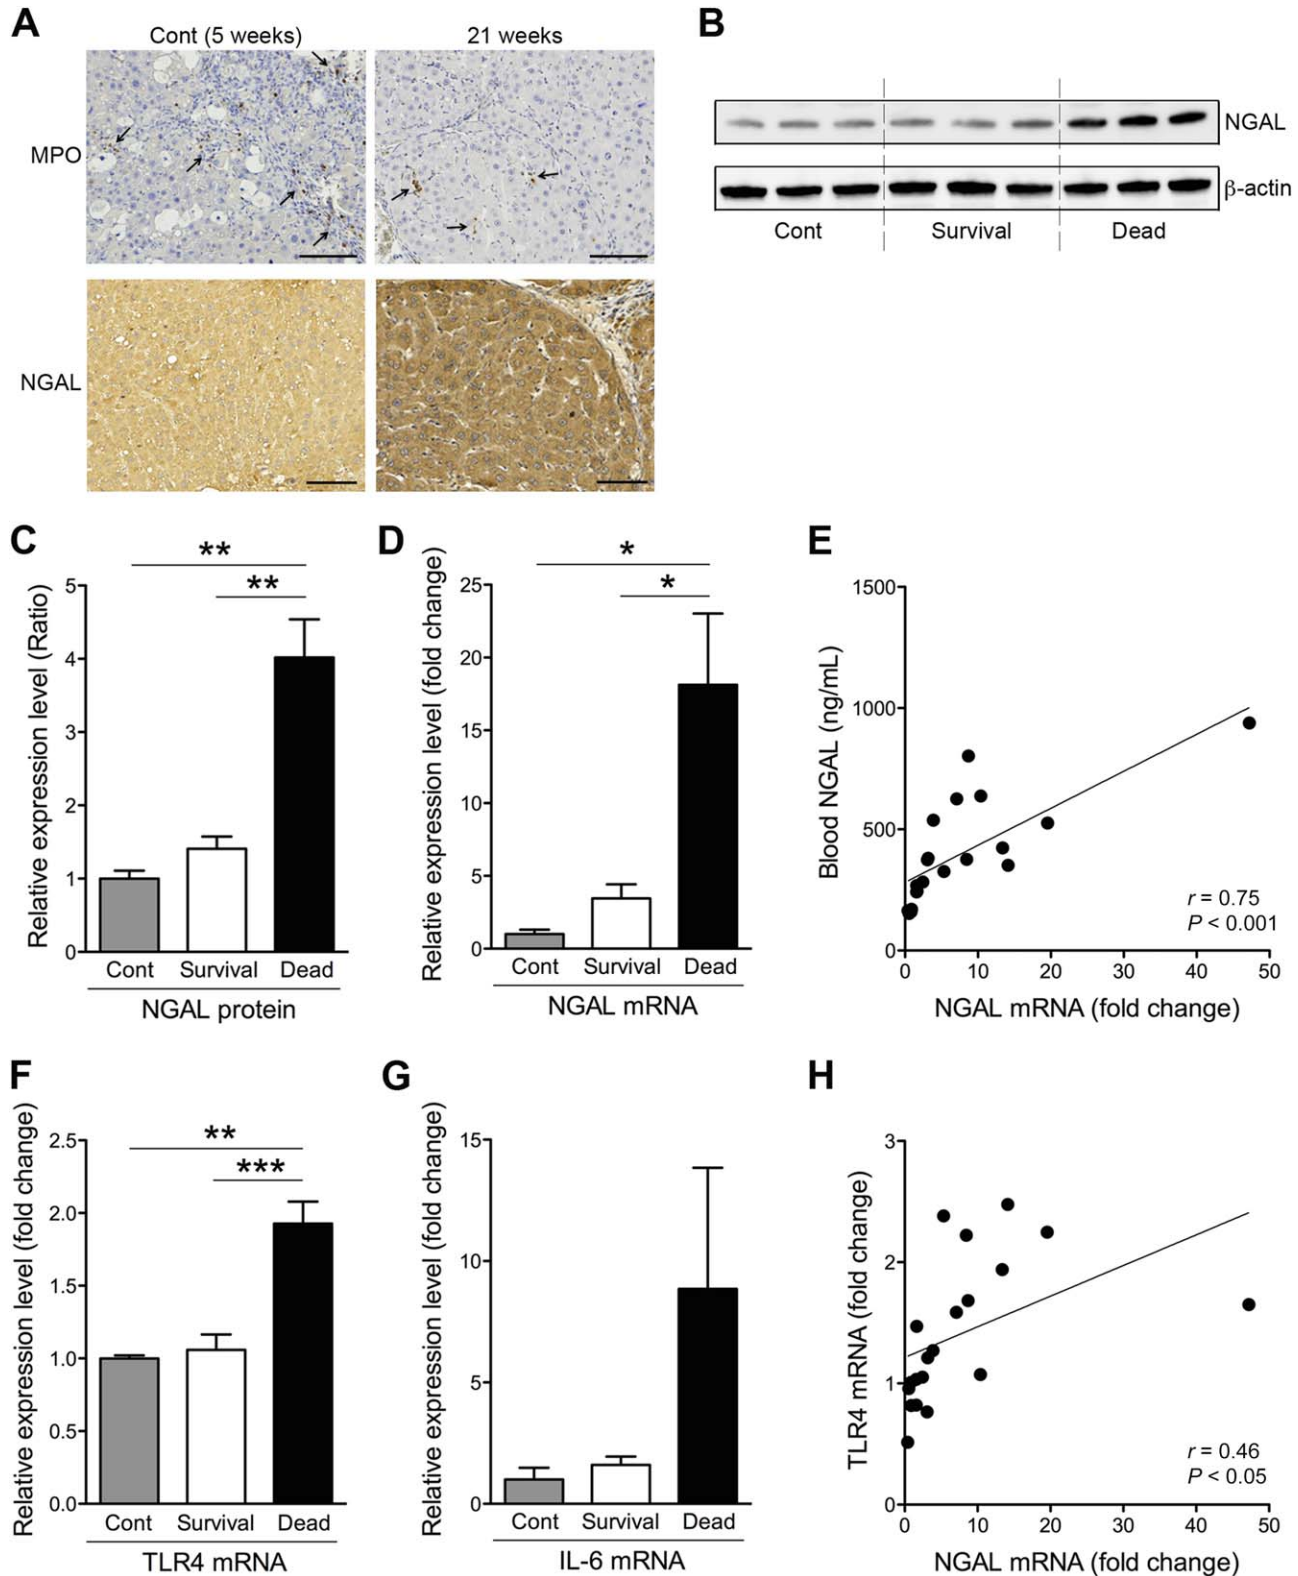 A
Cont (5 weeks)
21 weeks
MPO
NGAL
B
NGAL
β-actin
Cont
Survival
Dead
C
**
**
Relative expression level (Ratio)
5
4
3
2
1
0
Cont
Survival
Dead
NGAL protein
D
*
*
Relative expression level (fold change)
25
20
15
10
5
0
Cont
Survival
Dead
NGAL mRNA
E
Blood NGAL (ng/mL)
1500
1000
500
0
r = 0.75
P < 0.001
0
10
20
30
40
50
NGAL mRNA (fold change)
F
**
***
Relative expression level (fold change)
2.5
2.0
1.5
1.0
0.5
0.0
Cont
Survival
Dead
TLR4 mRNA
G
Relative expression level (fold change)
15
10
5
0
Cont
Survival
Dead
IL-6 mRNA
H
TLR4 mRNA (fold change)
3
2
1
0
r = 0.46
P < 0.05
0
10
20
30
40
50
NGAL mRNA (fold change)